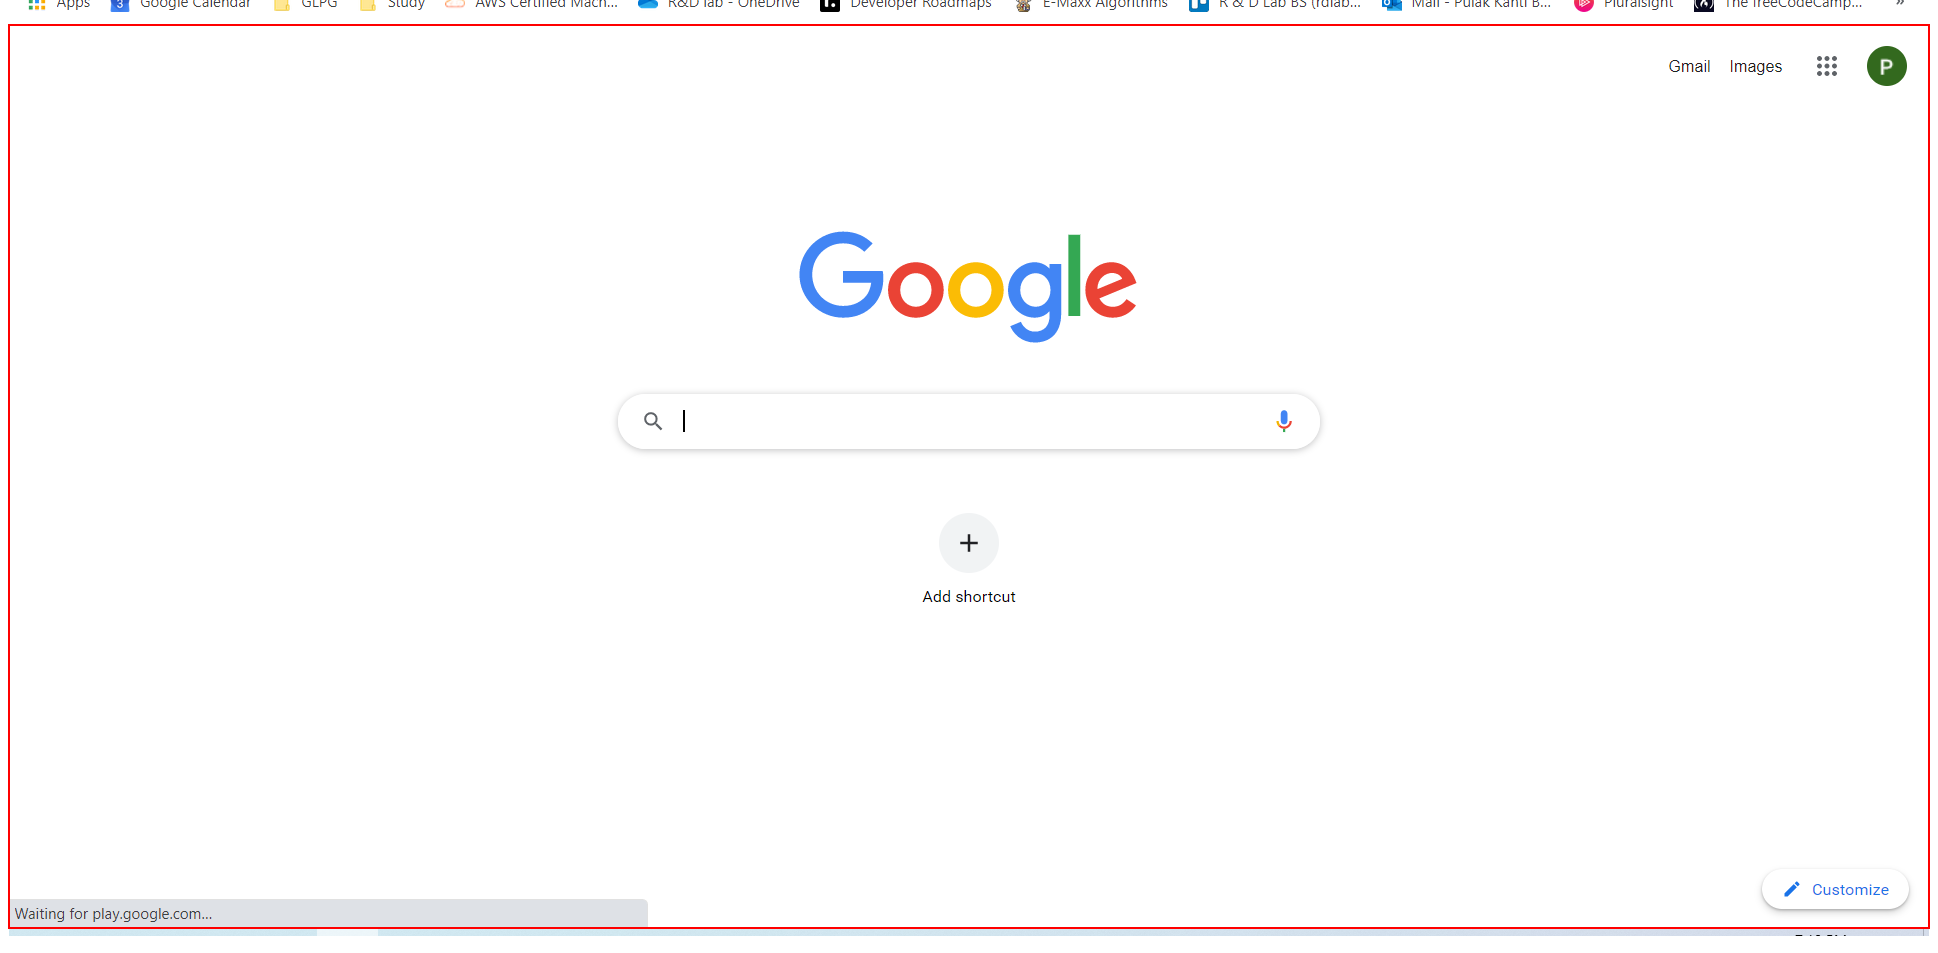 Apps 3 Google Calendar GLPG Study AWS Certified Mach... R&D lab - OneDrive Developer Roadmaps E-Maxx Algorithms R & D Lab BS (rdlab... Mail - Pulak Kanti B... Pluralsight The freeCodeCamp... »
Gmail Images P
Google
Add shortcut
Customize
Waiting for play.google.com...